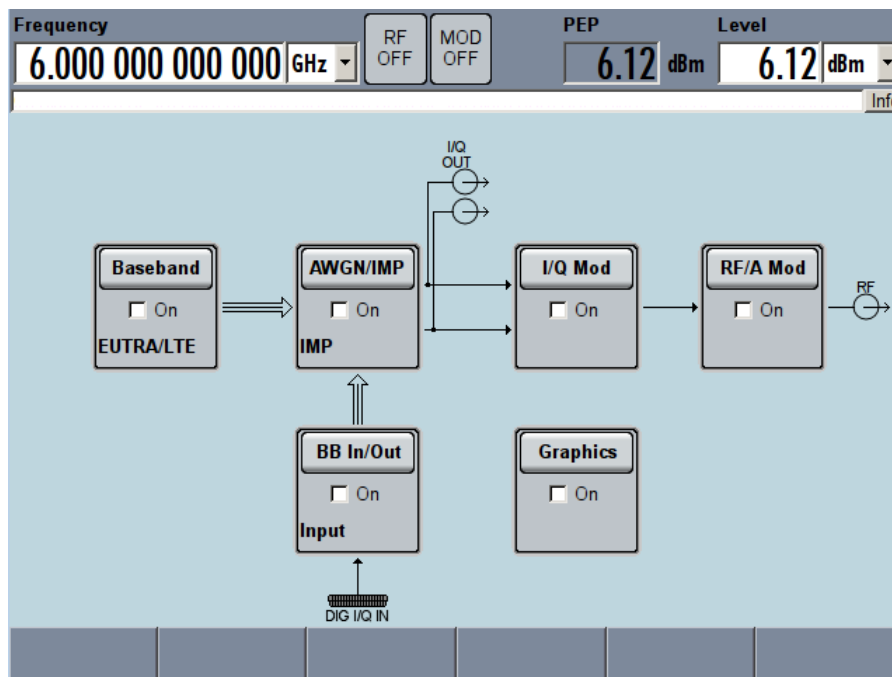 Frequency
PEP
Level
6.000 000 000 000 GHz
RF OFF
MOD OFF
6.12 dBm
6.12 dBm
Info
I/Q
OUT
Baseband
On
EUTRA/LTE
AWGN/IMP
On
IMP
I/Q Mod
On
RF/A Mod
On
RF
BB In/Out
On
Input
Graphics
On
DIG I/Q IN